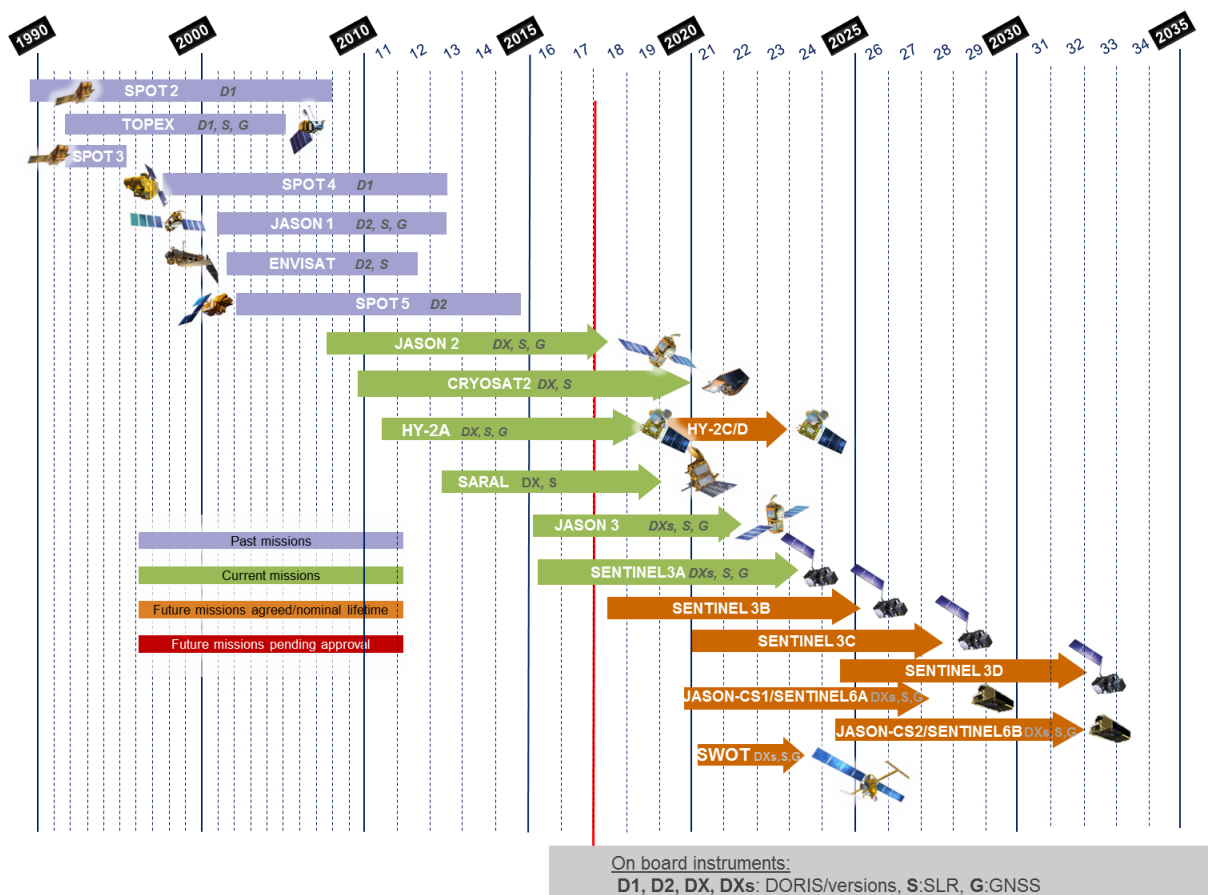 1990
2000
2010
2015
2020
2025
2030
2035
11 12 13 14 16 17 18 19 21 22 23 24 26 27 28 29 31 32 33 34
SPOT 2 D1
TOPEX D1, S, G
SPOT 3
SPOT 4 D1
JASON 1 D2, S, G
ENVISAT D2, S
SPOT 5 D2
JASON 2 DX, S, G
CRYOSAT2 DX, S
HY-2A DX, S, G
HY-2C/D
SARAL DX, S
JASON 3 DXs, S, G
Past missions
Current missions
SENTINEL3A DXs, S, G
Future missions agreed/nominal lifetime
SENTINEL 3B
Future missions pending approval
SENTINEL 3C
SENTINEL 3D
JASON-CS1/SENTINEL6A DXs,S,G
JASON-CS2/SENTINEL6B DXs,S,G
SWOT DXs,S,G
On board instruments:
D1, D2, DX, DXs: DORIS/versions, S:SLR, G:GNSS